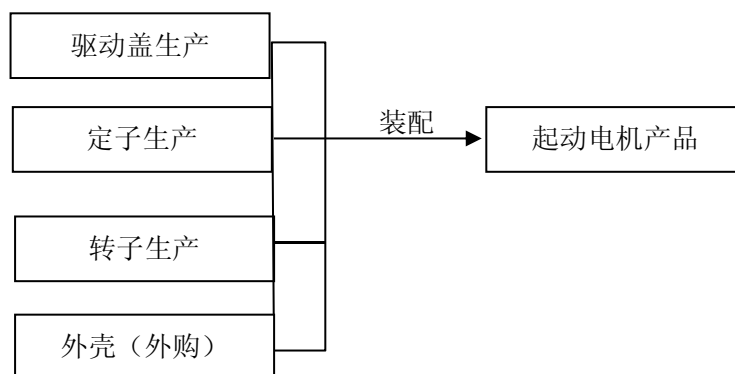 驱动盖生产
定子生产
装配
起动电机产品
转子生产
外壳（外购）